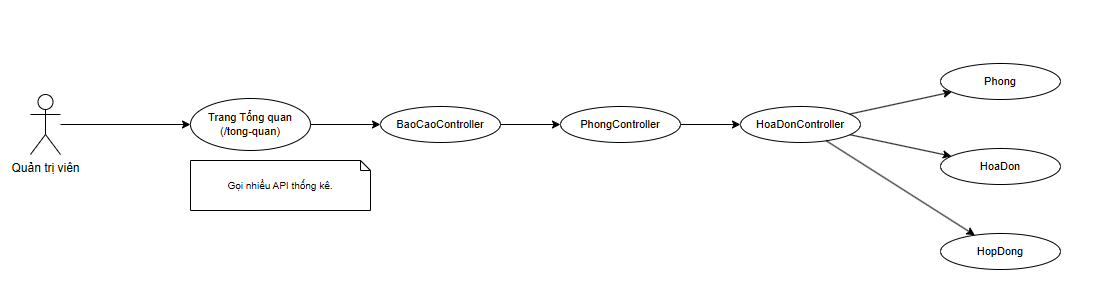 Quản trị viên
Trang Tổng quan
(/tong-quan)
Gọi nhiều API thống kê.
BaoCaoController
PhongController
HoaDonController
Phong
HoaDon
HopDong